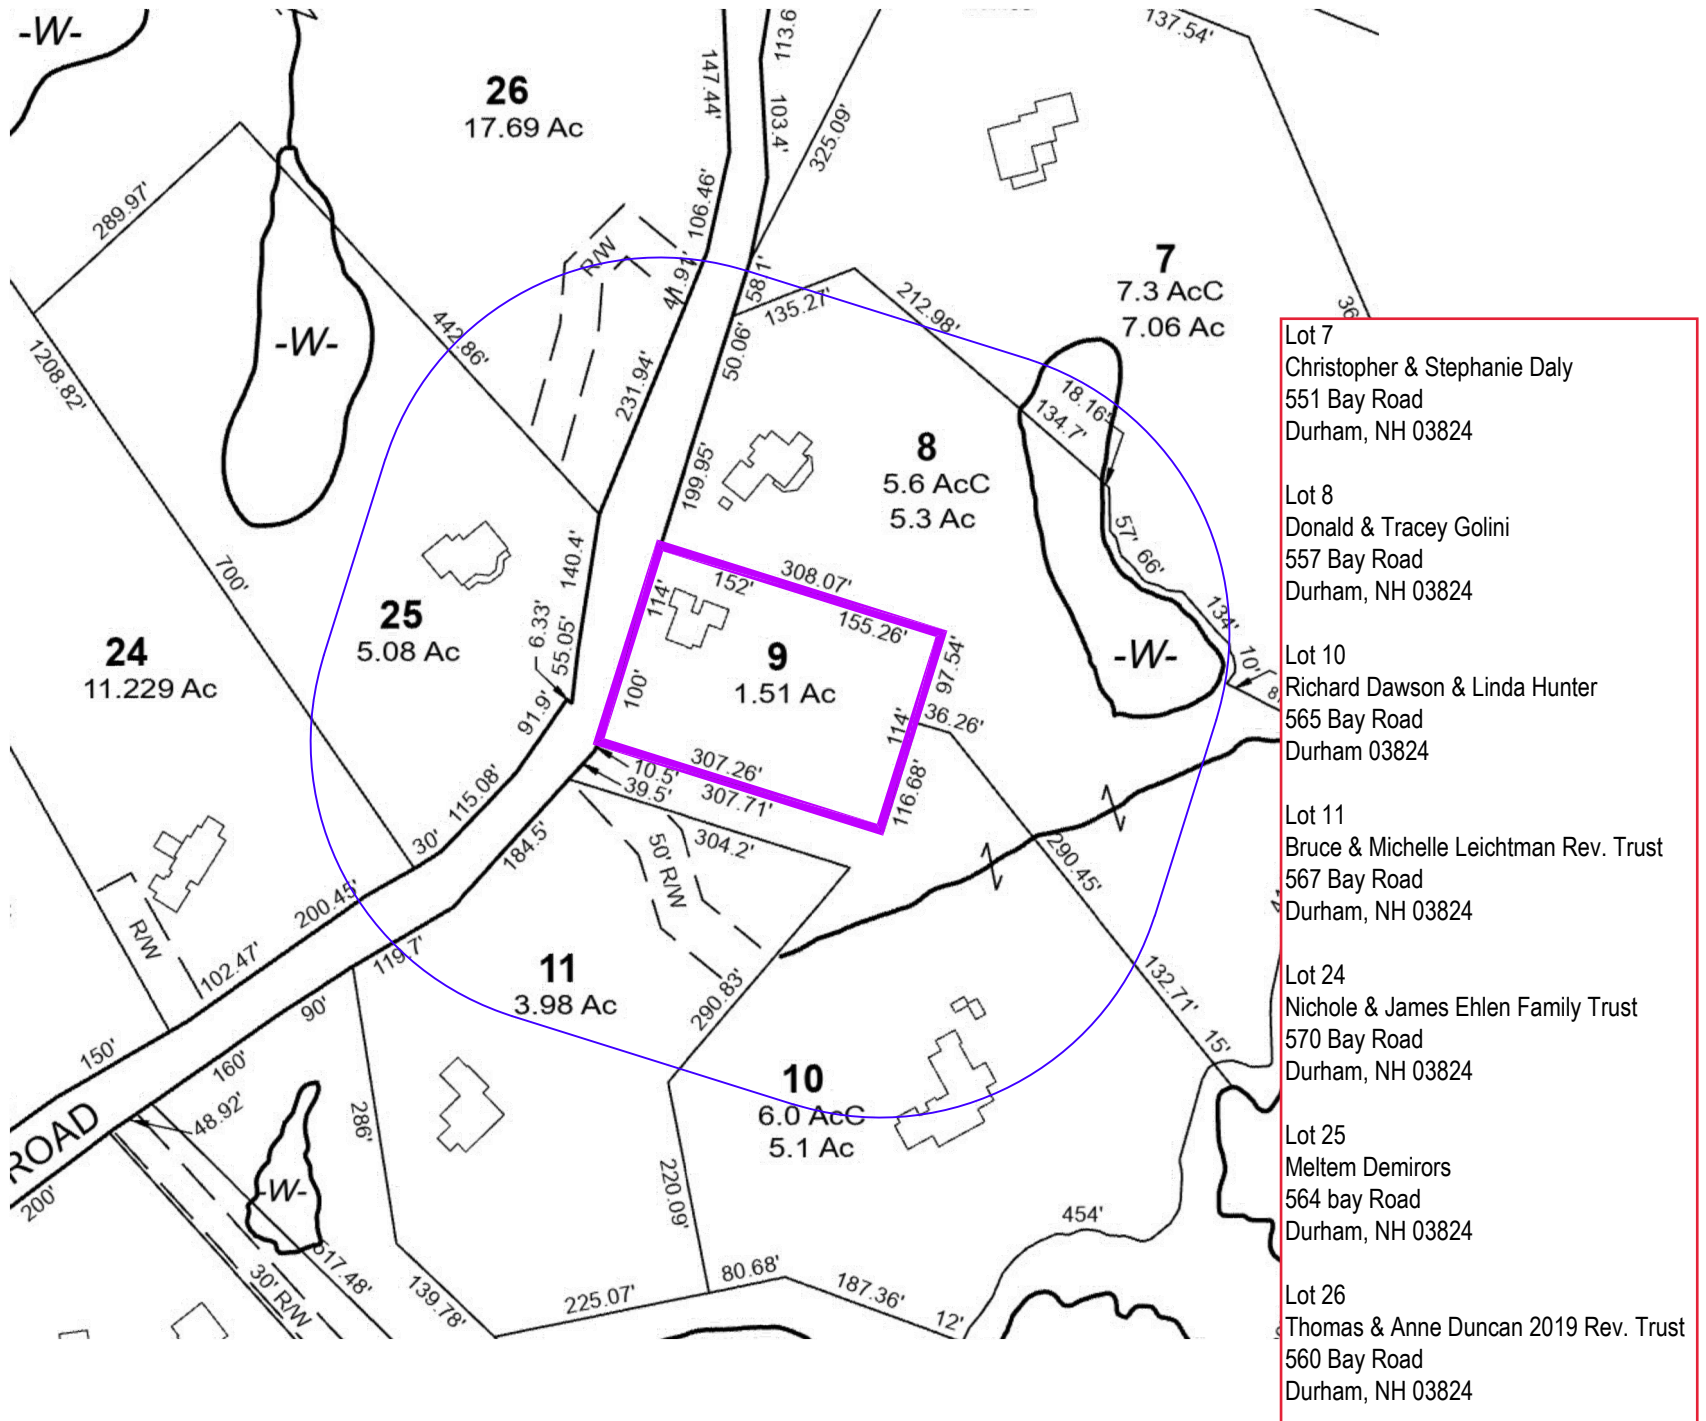 -W-
26
17.69 Ac
147.44'
113.6
103.4'
325.09'
137.54'
289.97'
106.46'
R/W
41.91'
58.1'
135.27'
212.98'
7
7.3 AcC
7.06 Ac
36
1208.82'
-W-
442.86'
231.94'
50.06'
18.16'
134.7'
199.95'
8
5.6 AcC
5.3 Ac
57'
66'
134'
10'
700'
140.4'
25
5.08 Ac
6.33'
55.05'
91.9'
114'
152'
308.07'
155.26'
9
1.51 Ac
100'
97.54'
114'
36.26'
116.68'
-W-
24
11.229 Ac
307.26'
10.5'
39.5'
307.71'
304.2'
115.08'
30'
184.5'
50' R/W
290.45'
200.45'
R/W
102.47'
119.7'
90'
11
3.98 Ac
290.83'
132.71'
15'
150'
160'
48.92'
ROAD
200'
286'
10
6.0 AcC
5.1 Ac
-W-
517.48'
30' R/W
139.78'
220.09'
225.07'
80.68'
187.36'
12'
454'
Lot 7
Christopher & Stephanie Daly
551 Bay Road
Durham, NH 03824
Lot 8
Donald & Tracey Golini
557 Bay Road
Durham, NH 03824
Lot 10
Richard Dawson & Linda Hunter
565 Bay Road
Durham 03824
Lot 11
Bruce & Michelle Leichtman Rev. Trust
567 Bay Road
Durham, NH 03824
Lot 24
Nichole & James Ehlen Family Trust
570 Bay Road
Durham, NH 03824
Lot 25
Meltem Demirors
564 bay Road
Durham, NH 03824
Lot 26
Thomas & Anne Duncan 2019 Rev. Trust
560 Bay Road
Durham, NH 03824